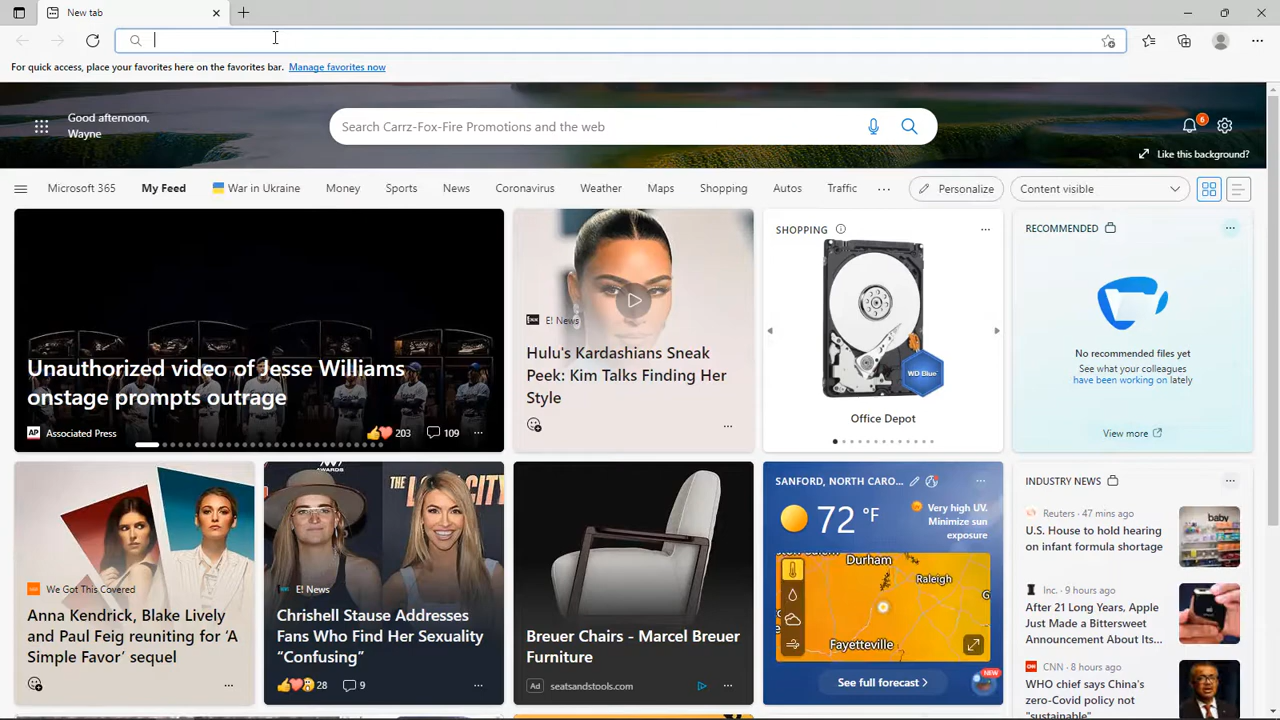 New tab
For quick access, place your favorites here on the favorites bar. Manage favorites now
Good afternoon,
Wayne
Search Carrz-Fox-Fire Promotions and the web
6
Like this background?
Microsoft 365
My Feed
War in Ukraine
Money
Sports
News
Coronavirus
Weather
Maps
Shopping
Autos
Traffic
Personalize
Content visible
Unauthorized video of Jesse Williams
onstage prompts outrage
AP Associated Press
203
109
E! News
Hulu's Kardashians Sneak
Peek: Kim Talks Finding Her
Style
SHOPPING
WD Blue
Office Depot
RECOMMENDED
No recommended files yet
See what your colleagues
have been working on lately
View more
We Got This Covered
Anna Kendrick, Blake Lively
and Paul Feig reuniting for ‘A
Simple Favor’ sequel
E! News
Chrishell Stause Addresses
Fans Who Find Her Sexuality
“Confusing”
28
9
Breuer Chairs - Marcel Breuer
Furniture
Ad seatsandstools.com
SANFORD, NORTH CARO...
72 °F
Very high UV.
Minimize sun
exposure
Durham
Raleigh
Fayetteville
See full forecast
NEW
INDUSTRY NEWS
Reuters · 47 mins ago
U.S. House to hold hearing
on infant formula shortage
baby
Inc. · 9 hours ago
After 21 Long Years, Apple
Just Made a Bittersweet
Announcement About Its...
CNN · 8 hours ago
WHO chief says China's
zero-Covid policy not
"sustainable"